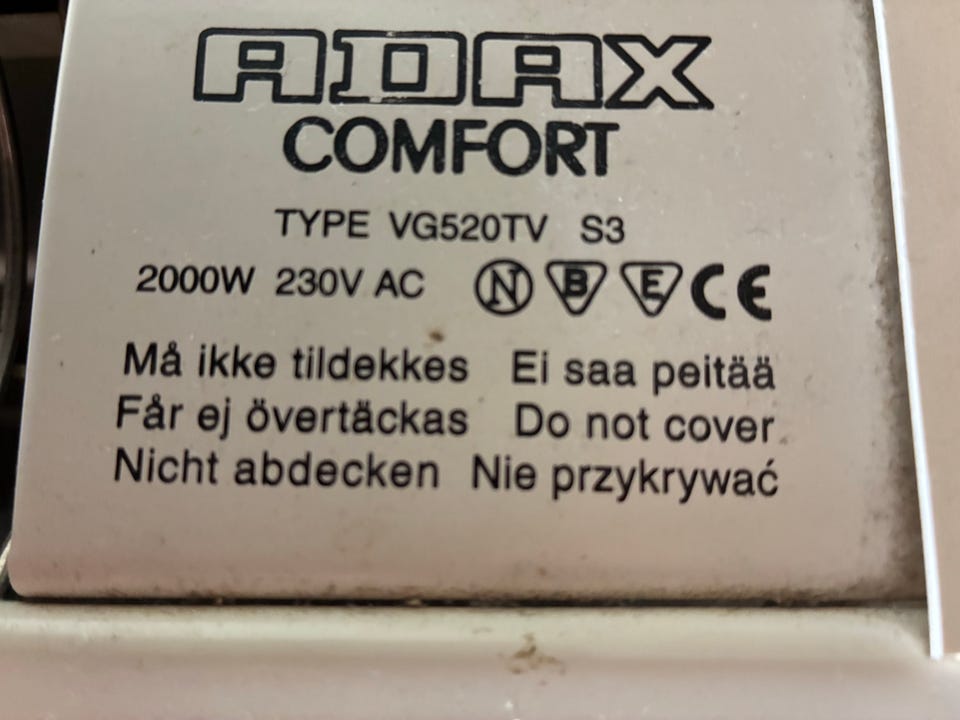 ADAX
COMFORT
TYPE VG520TV S3
2000W 230V AC N B E CE
Må ikke tildekkes Ei saa peitää
Får ej övertäckas Do not cover
Nicht abdecken Nie przykrywać